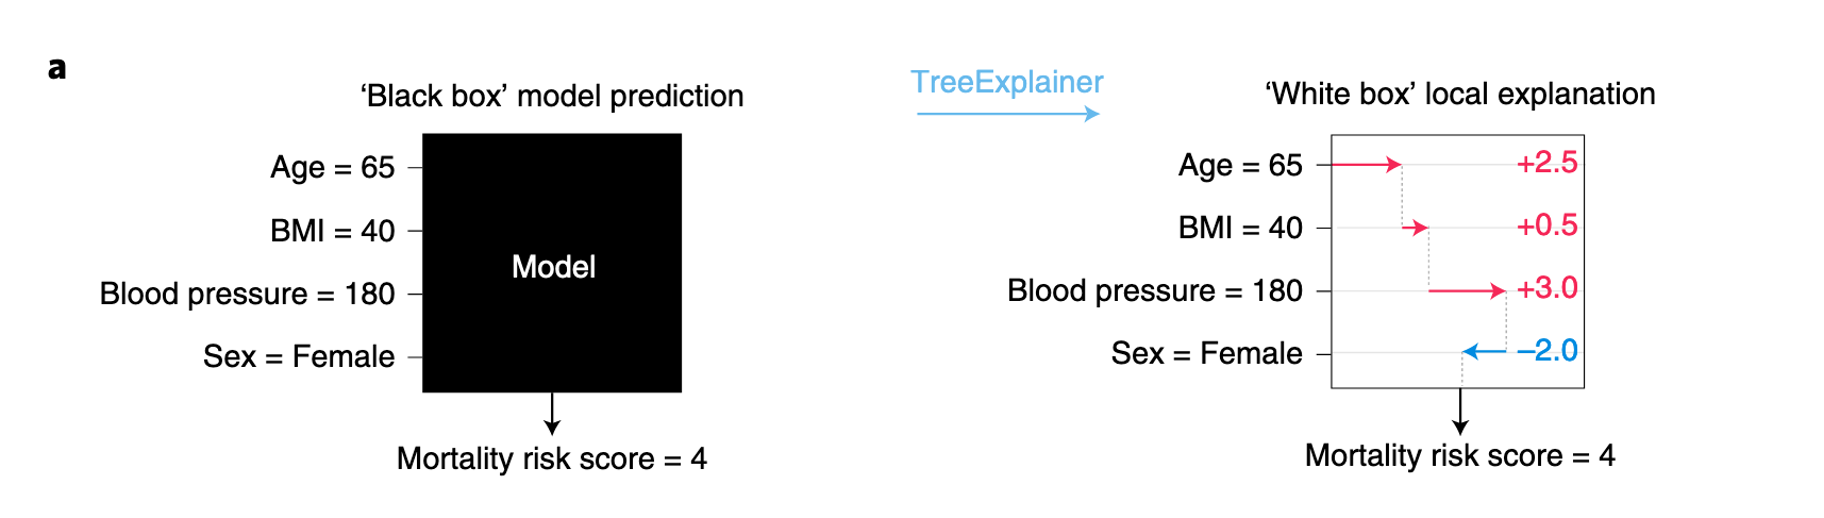 a
‘Black box’ model prediction
Age = 65
BMI = 40
Blood pressure = 180
Sex = Female
Model
Mortality risk score = 4
TreeExplainer
‘White box’ local explanation
Age = 65 +2.5
BMI = 40 +0.5
Blood pressure = 180 +3.0
Sex = Female –2.0
Mortality risk score = 4